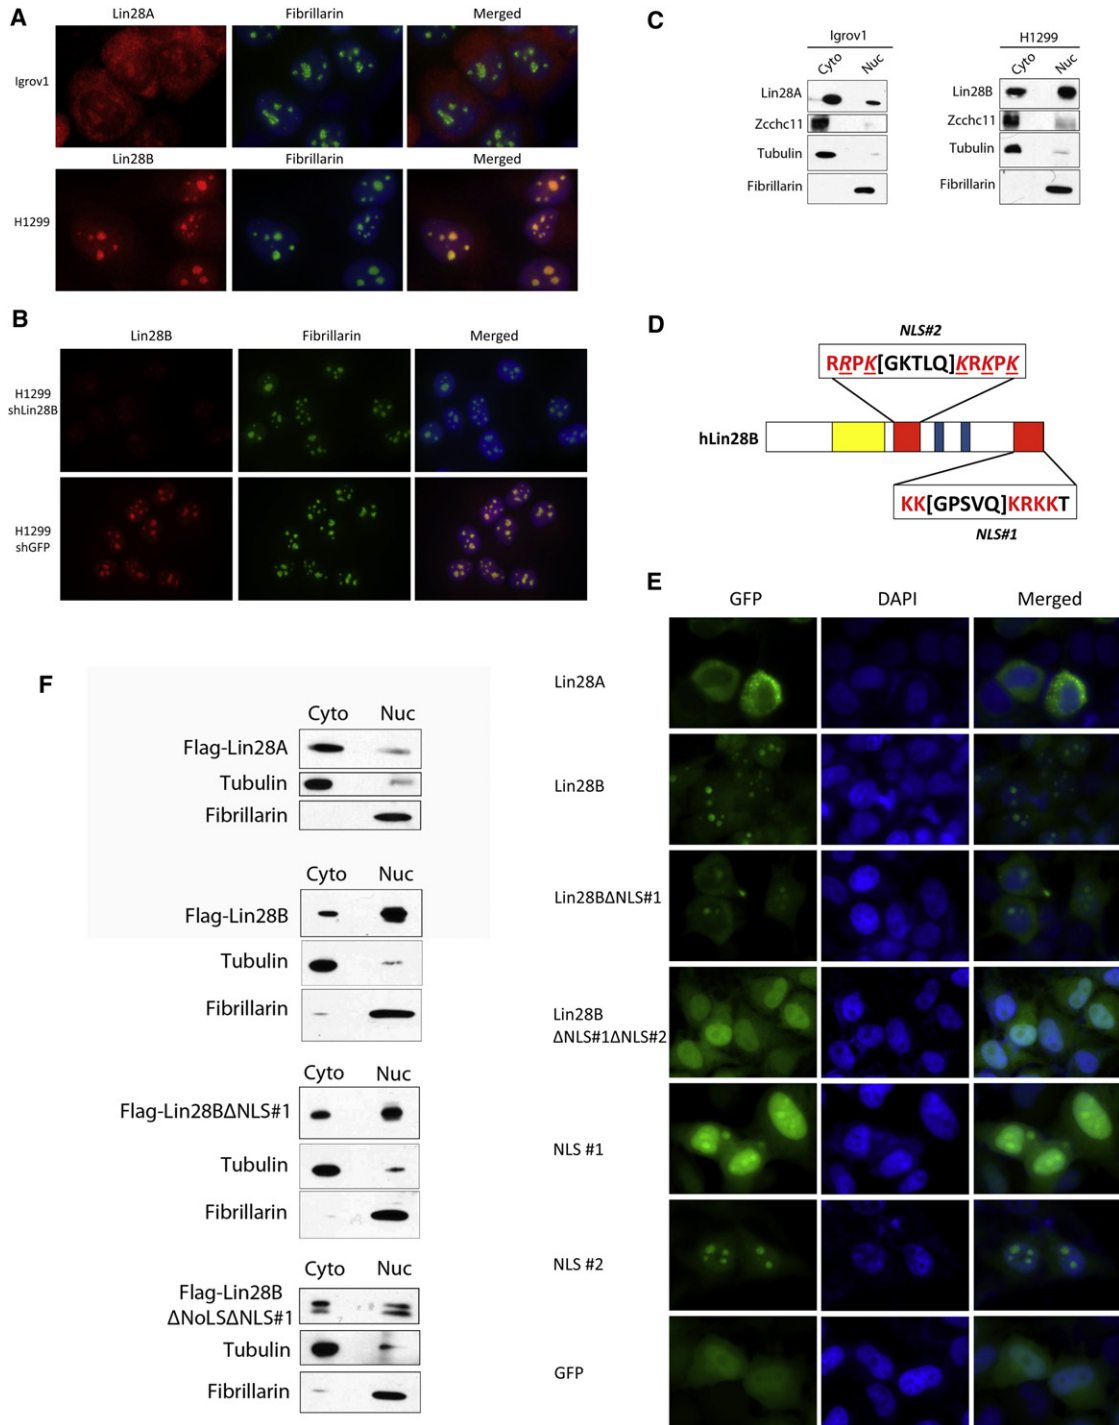 A
Lin28A Fibrillarin Merged
Igrov1
Lin28B Fibrillarin Merged
H1299
B
Lin28B Fibrillarin Merged
H1299
shLin28B
H1299
shGFP
C
Igrov1
Cyto Nuc
Lin28A
Zcchc11
Tubulin
Fibrillarin
H1299
Cyto Nuc
Lin28B
Zcchc11
Tubulin
Fibrillarin
D
NLS#2
RRPK[GKTLQ]KRKPK
hLin28B
KK[GPSVQ]KRKKT
NLS#1
E
GFP DAPI Merged
Lin28A
Lin28B
Lin28BΔNLS#1
Lin28B
ΔNLS#1ΔNLS#2
NLS #1
NLS #2
GFP
F
Cyto Nuc
Flag-Lin28A
Tubulin
Fibrillarin
Cyto Nuc
Flag-Lin28B
Tubulin
Fibrillarin
Cyto Nuc
Flag-Lin28BΔNLS#1
Tubulin
Fibrillarin
Cyto Nuc
Flag-Lin28B
ΔNoLSΔNLS#1
Tubulin
Fibrillarin